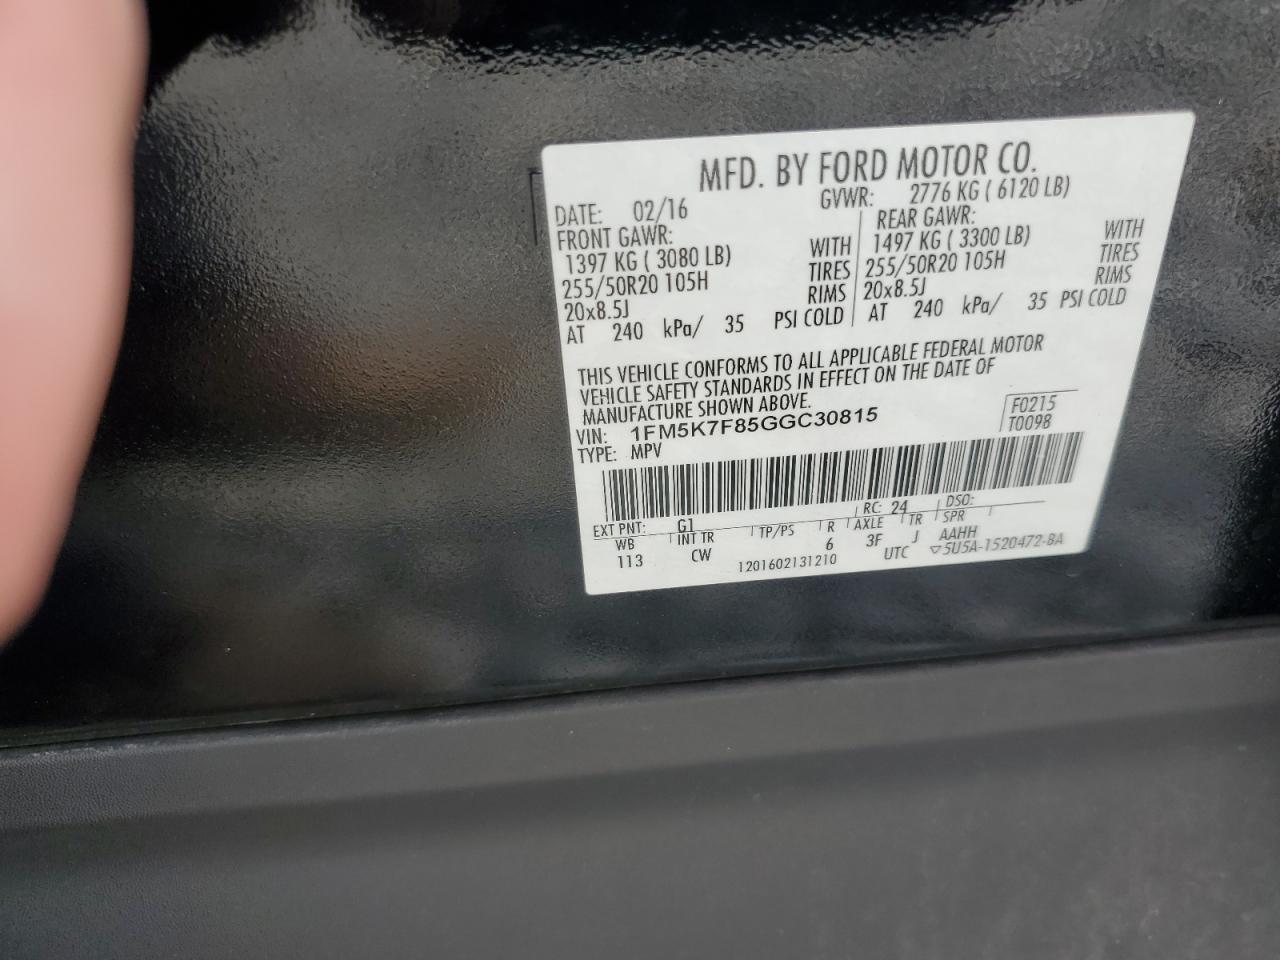 MFD. BY FORD MOTOR CO.
DATE: 02/16 GVWR: 2776 KG ( 6120 LB)
FRONT GAWR: REAR GAWR:
1397 KG ( 3080 LB) WITH 1497 KG ( 3300 LB) WITH
255/50R20 105H TIRES 255/50R20 105H TIRES
20x8.5J RIMS 20x8.5J RIMS
AT 240 kPa/ 35 PSI COLD AT 240 kPa/ 35 PSI COLD
THIS VEHICLE CONFORMS TO ALL APPLICABLE FEDERAL MOTOR
VEHICLE SAFETY STANDARDS IN EFFECT ON THE DATE OF
MANUFACTURE SHOWN ABOVE.
VIN: 1FM5K7F85GGC30815 F0215
TYPE: MPV T0098
EXT PNT: G1 RC: 24 DSO:
WB INT TR TP/PS R AXLE TR SPR
113 CW 6 3F J AAHH
1201602131210 UTC ▽5U5A-1520472-BA